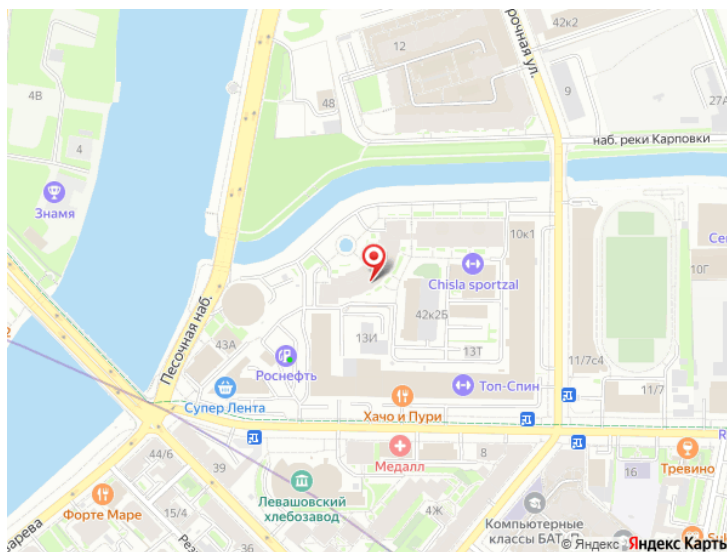 42к2
12
4В
48
9
27А
рочная ул.
наб. реки Карповки
4
Знамя
10к1
Chisla sportzal
10Г
Песочная наб.
42к2Б
43А
13И
13Т
11/7с4
Роснефть
Топ-Спин
11/7
Супер Лента
Хачо и Пури
Медалл
8
44/6
39
16
Тревино
Левашовский
хлебозавод
4Ж
Форте Маре
15/4
36
Компьютерные
классы БАТ
© Яндекс Яндекс Карты